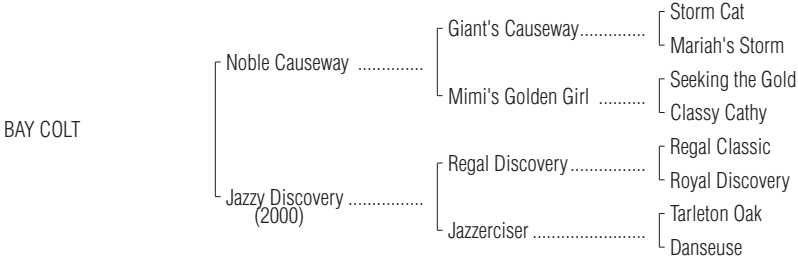 Storm Cat
Giant's Causeway..............
Mariah's Storm
Noble Causeway ..............
Seeking the Gold
Mimi's Golden Girl ..........
Classy Cathy
BAY COLT
Regal Classic
Regal Discovery................
Royal Discovery
Jazzy Discovery ................
(2000)
Tarleton Oak
Jazzerciser ........................
Danseuse